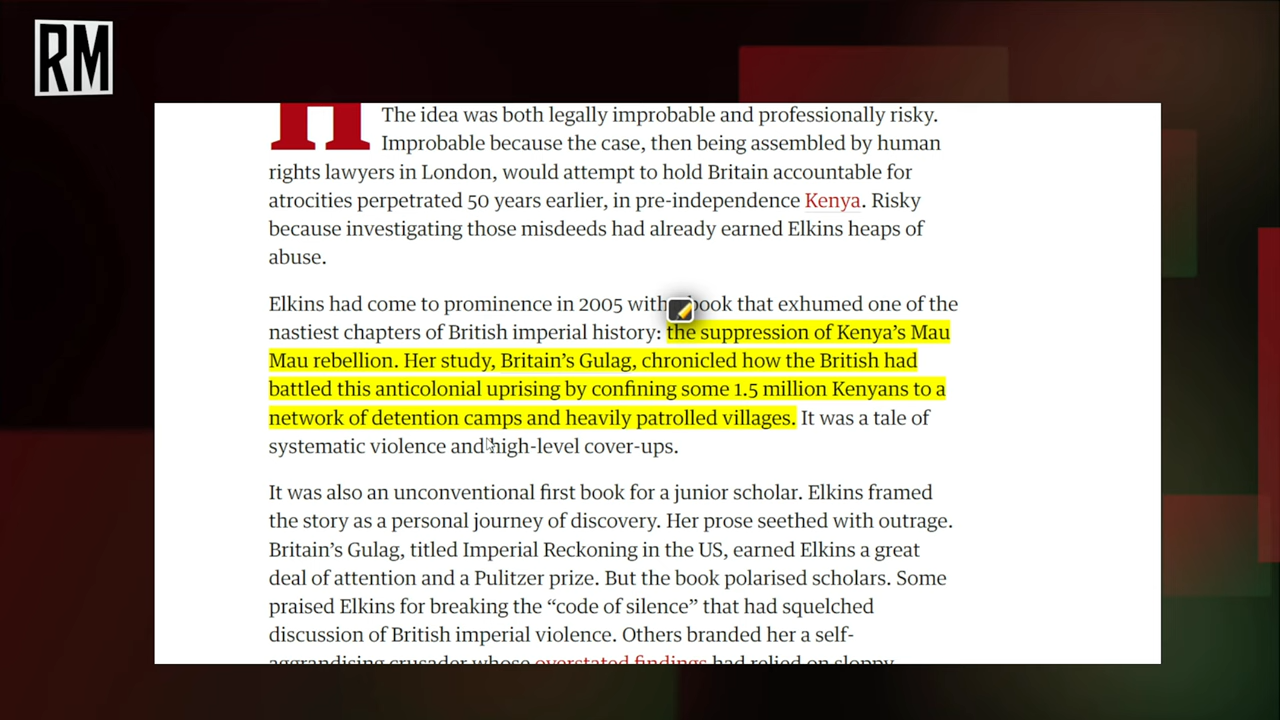 RM
The idea was both legally improbable and professionally risky.
Improbable because the case, then being assembled by human
rights lawyers in London, would attempt to hold Britain accountable for
atrocities perpetrated 50 years earlier, in pre-independence Kenya. Risky
because investigating those misdeeds had already earned Elkins heaps of
abuse.
Elkins had come to prominence in 2005 with book that exhumed one of the
nastiest chapters of British imperial history: the suppression of Kenya’s Mau
Mau rebellion. Her study, Britain’s Gulag, chronicled how the British had
battled this anticolonial uprising by confining some 1.5 million Kenyans to a
network of detention camps and heavily patrolled villages. It was a tale of
systematic violence and high-level cover-ups.
It was also an unconventional first book for a junior scholar. Elkins framed
the story as a personal journey of discovery. Her prose seethed with outrage.
Britain’s Gulag, titled Imperial Reckoning in the US, earned Elkins a great
deal of attention and a Pulitzer prize. But the book polarised scholars. Some
praised Elkins for breaking the “code of silence” that had squelched
discussion of British imperial violence. Others branded her a self-
aggrandising crusader whose overstated findings had relied on sloppy